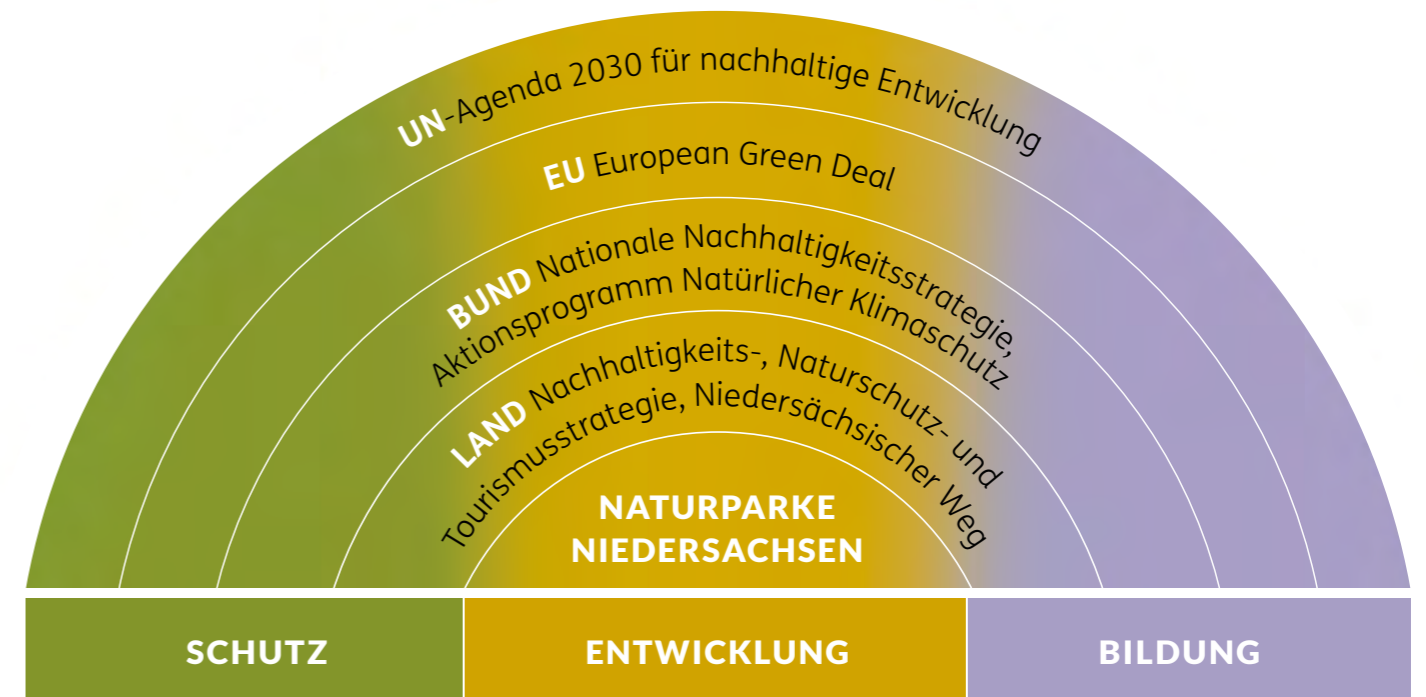 UN-Agenda 2030 für nachhaltige Entwicklung
EU European Green Deal
BUND Nationale Nachhaltigkeitsstrategie,
Aktionsprogramm Natürlicher Klimaschutz
LAND Nachhaltigkeits-, Naturschutz- und
Tourismusstrategie, Niedersächsischer Weg
NATURPARKE
NIEDERSACHSEN
SCHUTZ
ENTWICKLUNG
BILDUNG